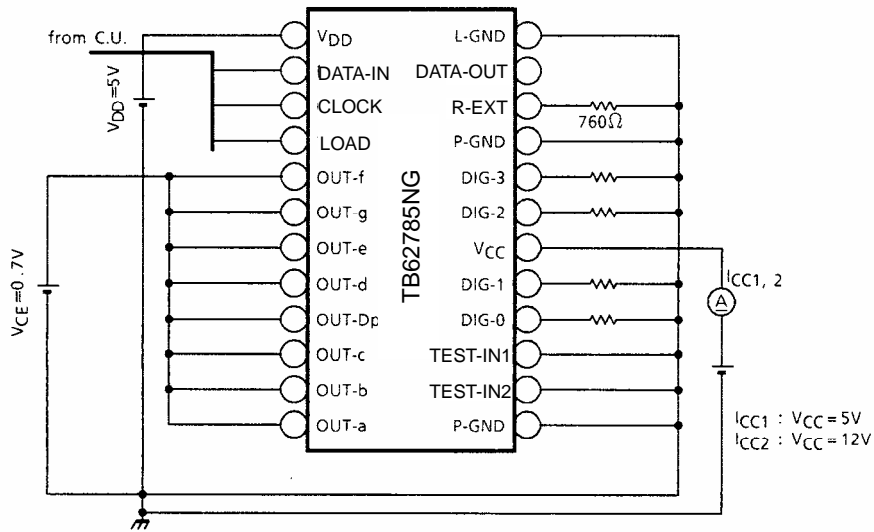 from C.U.
VDD=5V
VCE=0.7V
VDD
DATA-IN
CLOCK
LOAD
OUT-f
OUT-g
OUT-e
OUT-d
OUT-Dp
OUT-c
OUT-b
OUT-a
TB62785NG
L-GND
DATA-OUT
R-EXT
760Ω
P-GND
DIG-3
DIG-2
VCC
DIG-1
DIG-0
TEST-IN1
TEST-IN2
P-GND
ICC1, 2
A
ICC1 : VCC=5V
ICC2 : VCC=12V